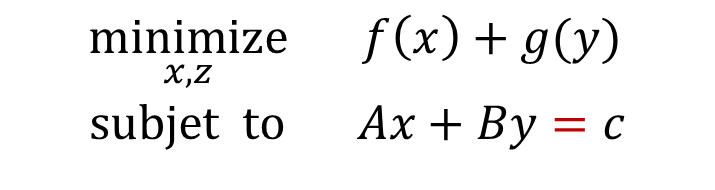 minimize f(x) + g(y)
x,z
subjet to Ax + By = c